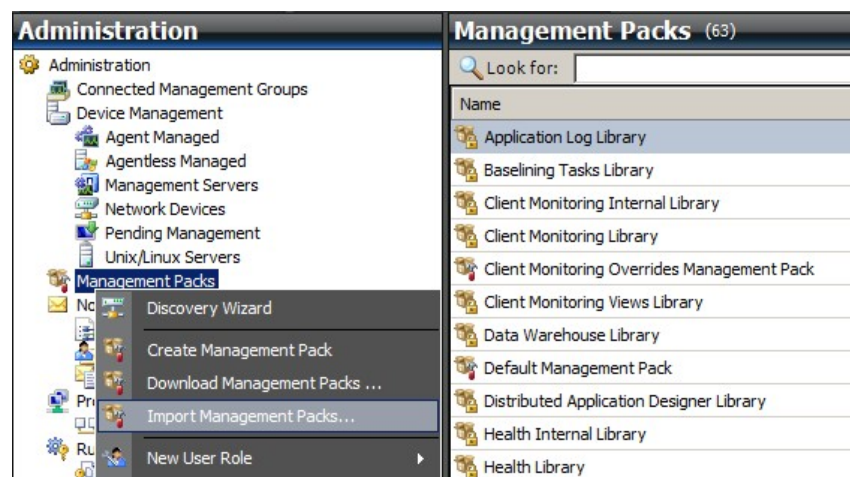 Administration
Administration
Connected Management Groups
Device Management
Agent Managed
Agentless Managed
Management Servers
Network Devices
Pending Management
Unix/Linux Servers
Management Packs
Discovery Wizard
Create Management Pack
Download Management Packs ...
Import Management Packs...
New User Role
Management Packs (63)
Look for:
Name
Application Log Library
Baselining Tasks Library
Client Monitoring Internal Library
Client Monitoring Library
Client Monitoring Overrides Management Pack
Client Monitoring Views Library
Data Warehouse Library
Default Management Pack
Distributed Application Designer Library
Health Internal Library
Health Library